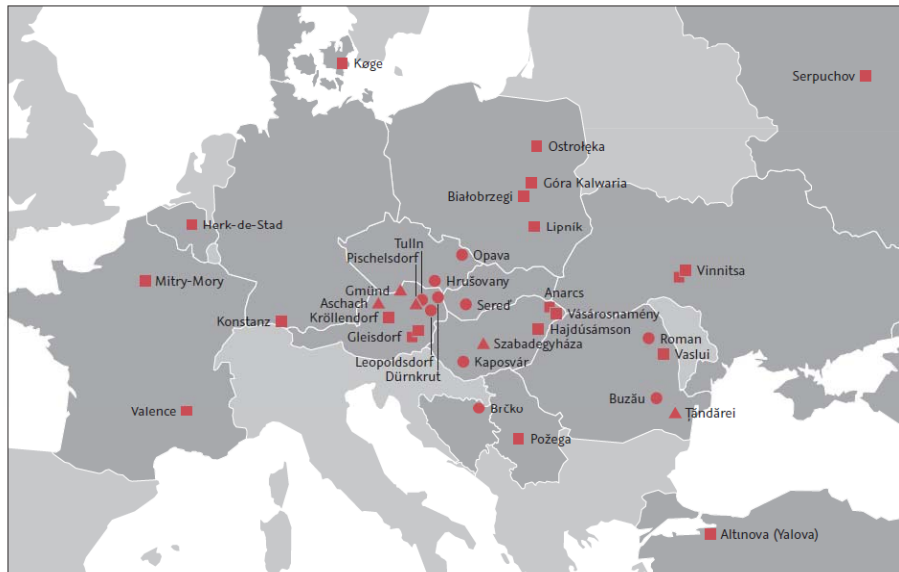 Køge
Serpuchov
Ostrołęka
Góra Kalwaria
Białobrzegi
Herk-de-Stad
Lipnik
Tulln
Pischelsdorf
Opava
Vinnitsa
Mitry-Mory
Gmünd
Hrušovany
Anarcs
Aschach
Sereď
Vásárosnamény
Kröllendorf
Konstanz
Hajdúsámson
Gleisdorf
Szabadegyháza
Roman
Vaslui
Leopoldsdorf
Kaposvár
Dürnkrut
Buzău
Valence
Brčko
Ţăndărei
Požega
Altınova (Yalova)